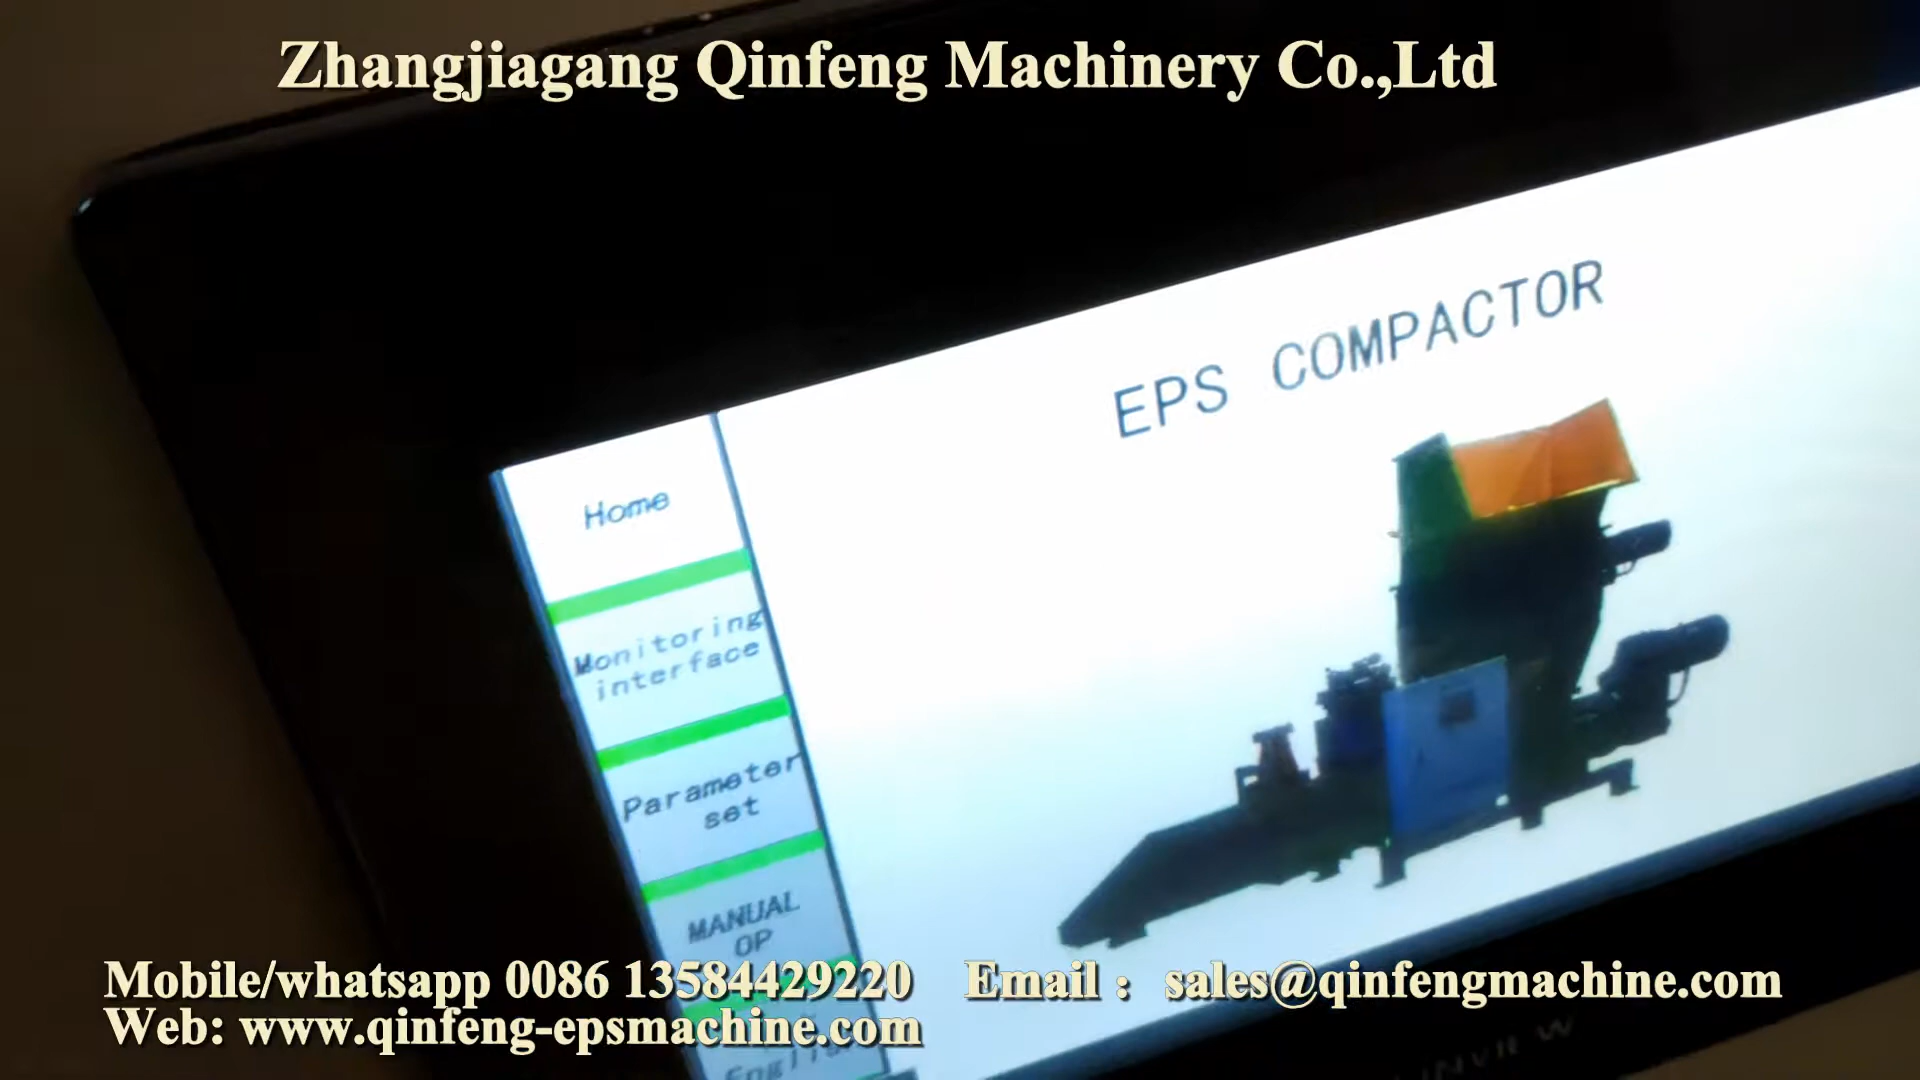 Zhangjiagang Qinfeng Machinery Co.,Ltd
EPS COMPACTOR
Home
Monitoring
interface
Parameter
set
MANUAL
OP
Mobile/whatsapp 0086 13584429220 Email : sales@qinfengmachine.com
Web: www.qinfeng-epsmachine.com